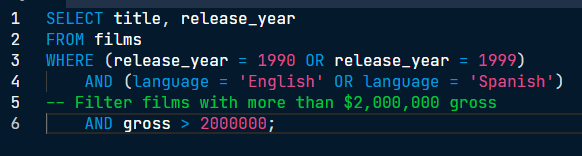 1 SELECT title, release_year
2 FROM films
3 WHERE (release_year = 1990 OR release_year = 1999)
4     AND (language = 'English' OR language = 'Spanish')
5 -- Filter films with more than $2,000,000 gross
6     AND gross > 2000000;